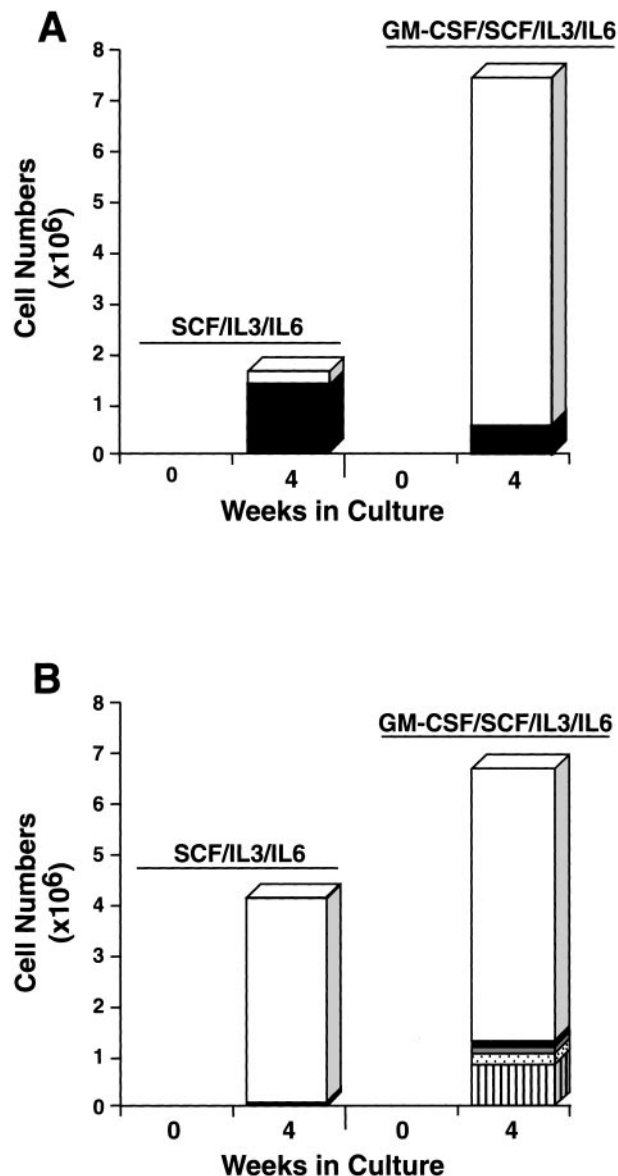 A
GM-CSF/SCF/IL3/IL6
8
7
6
5
4
3
2
1
0
Cell Numbers
(x10⁶)
SCF/IL3/IL6
0 4 0 4
Weeks in Culture
B
GM-CSF/SCF/IL3/IL6
8
7
6
5
4
3
2
1
0
Cell Numbers
(x10⁶)
SCF/IL3/IL6
0 4 0 4
Weeks in Culture